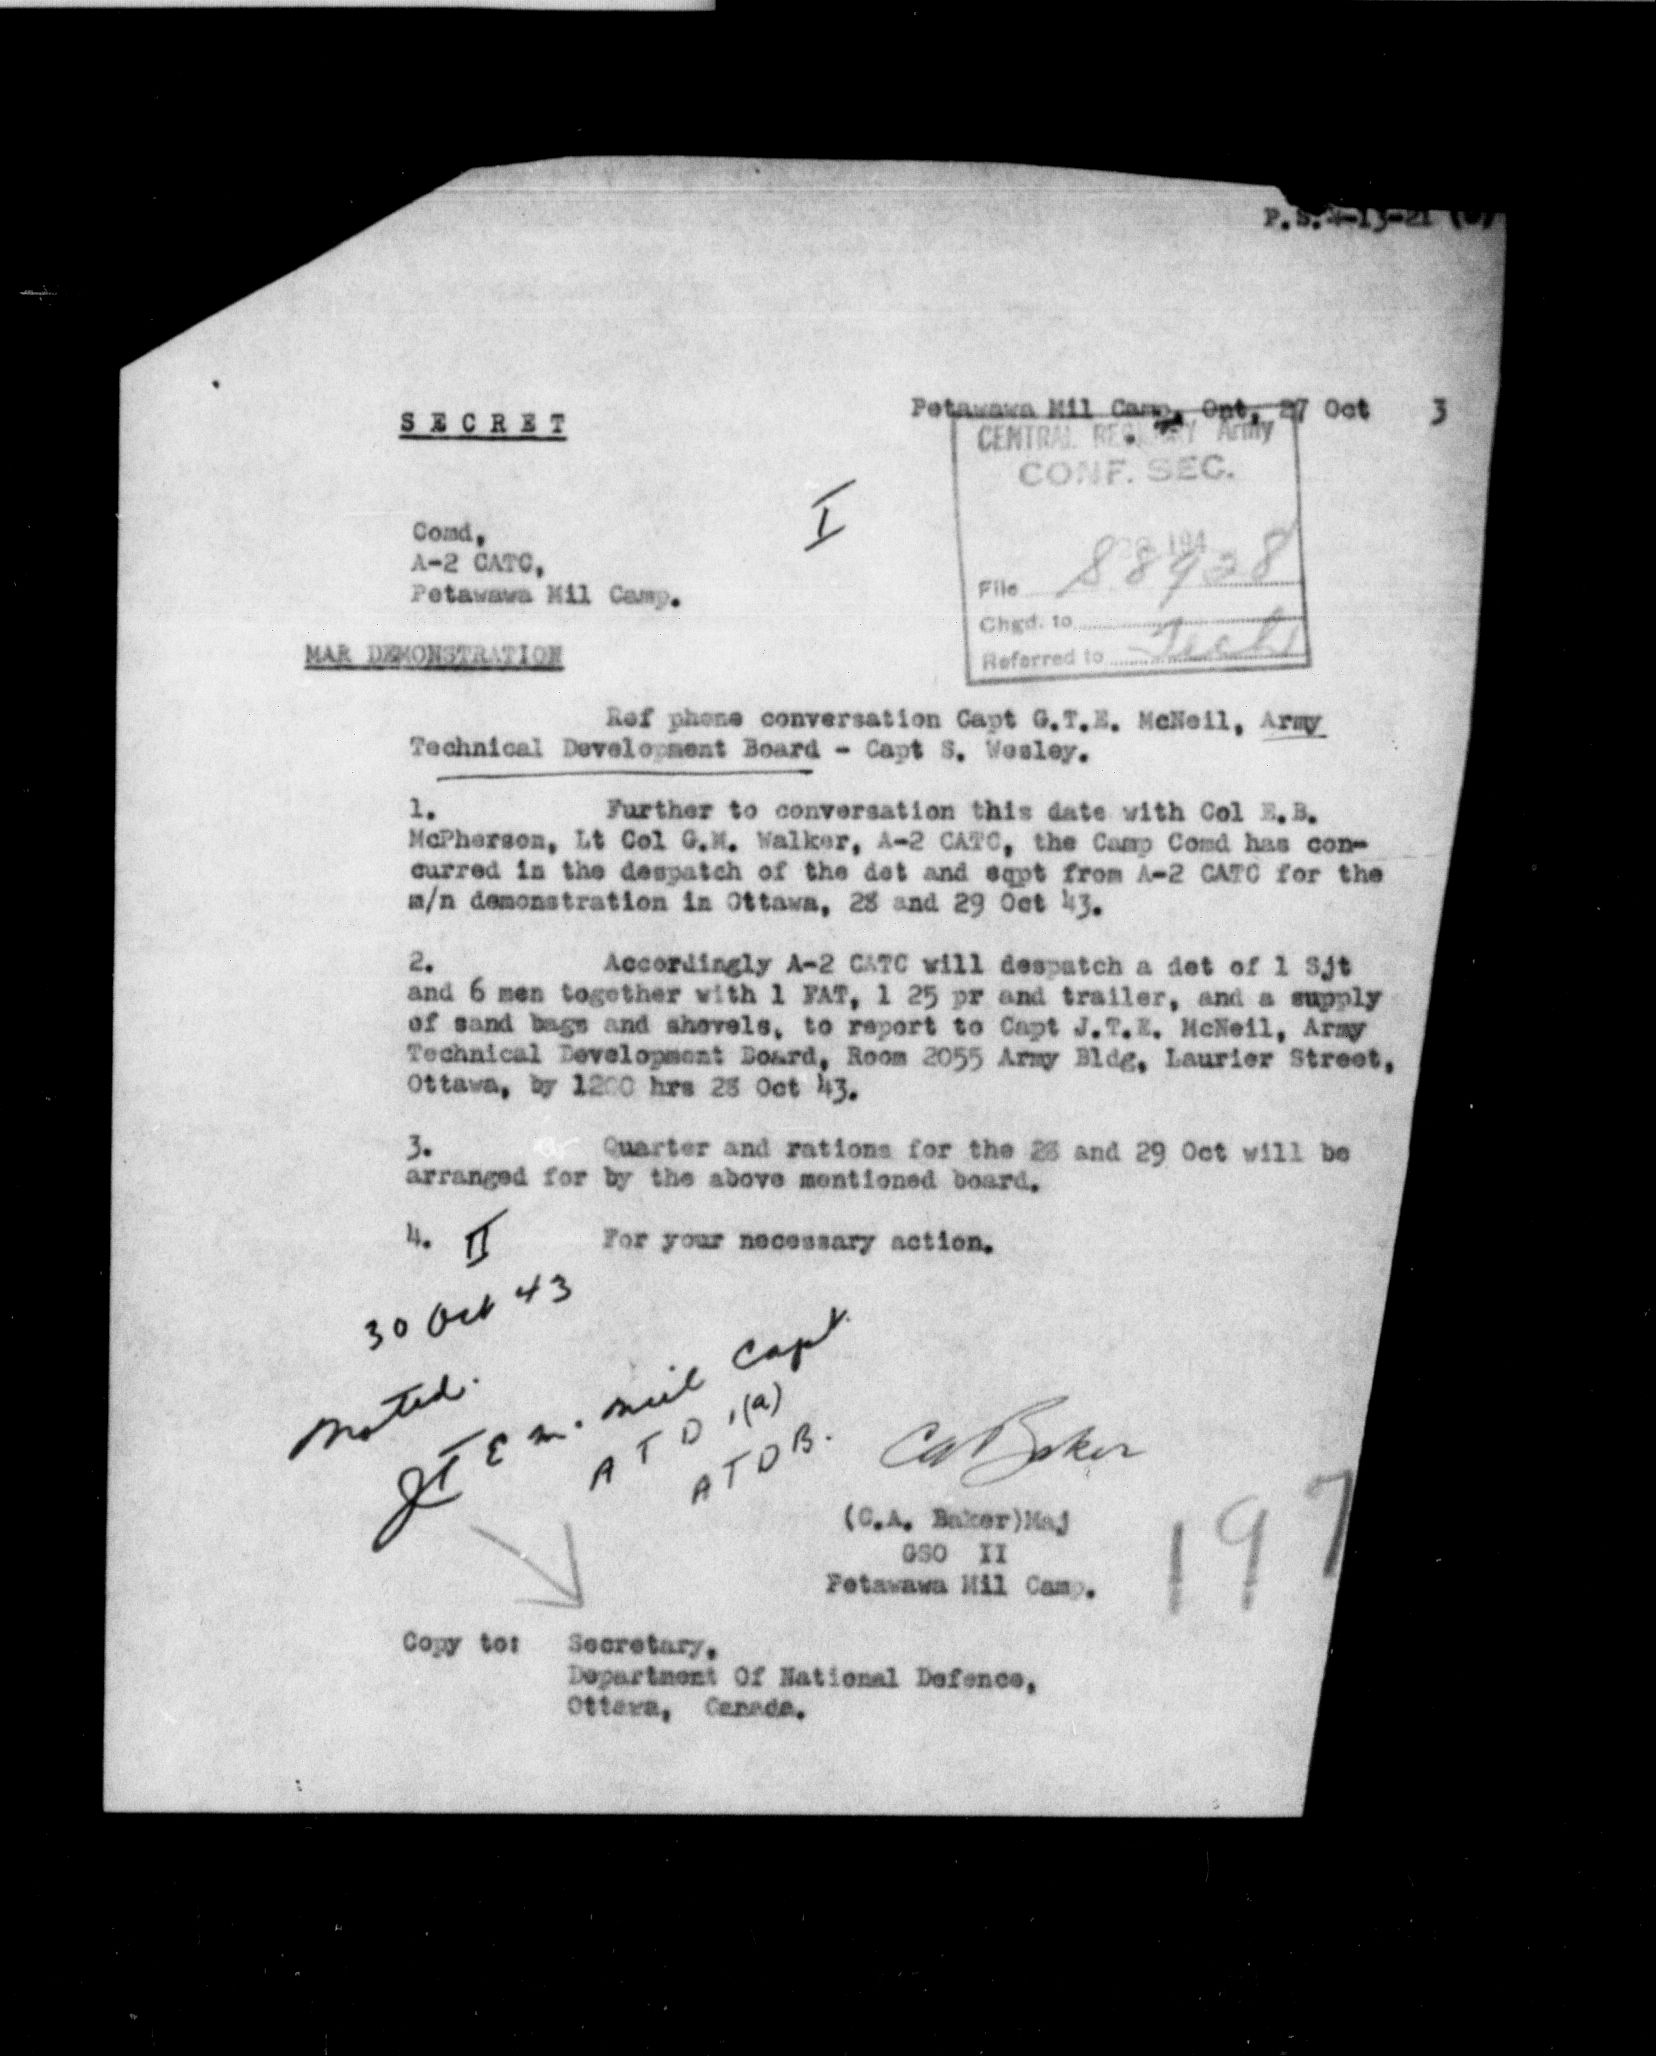 P.S.4-13-21
SECRET
Petawawa Mil Camp, Ont, 27 Oct 3
CENTRAL REGISTRY Army
CONF. SEC.
I
Comd,
A-2 CATC,
Petawawa Mil Camp.
File 88928
Chgd. to
Referred to Tech
MAR DEMONSTRATION
Ref phone conversation Capt G.T.E. McNeil, Army
Technical Development Board - Capt S. Wesley.
1. Further to conversation this date with Col E.B.
McPherson, Lt Col G.M. Walker, A-2 CATC, the Camp Comd has con-
curred in the despatch of the det and eqpt from A-2 CATC for the
m/n demonstration in Ottawa, 28 and 29 Oct 43.
2. Accordingly A-2 CATC will despatch a det of 1 Sjt
and 6 men together with 1 FAT, 1 25 pr and trailer, and a supply
of sand bags and shovels, to report to Capt J.T.E. McNeil, Army
Technical Development Board, Room 2055 Army Bldg, Laurier Street,
Ottawa, by 1200 hrs 28 Oct 43.
3. Quarter and rations for the 28 and 29 Oct will be
arranged for by the above mentioned board.
4. II For your necessary action.
30 Oct 43
Noted.
JTE McNeil Capt
A T D 1(a)
A T D B.
CA Baker
(C.A. Baker)Maj
GSO II
Petawawa Mil Camp.
197
Copy to: Secretary,
Department Of National Defence,
Ottawa, Canada.